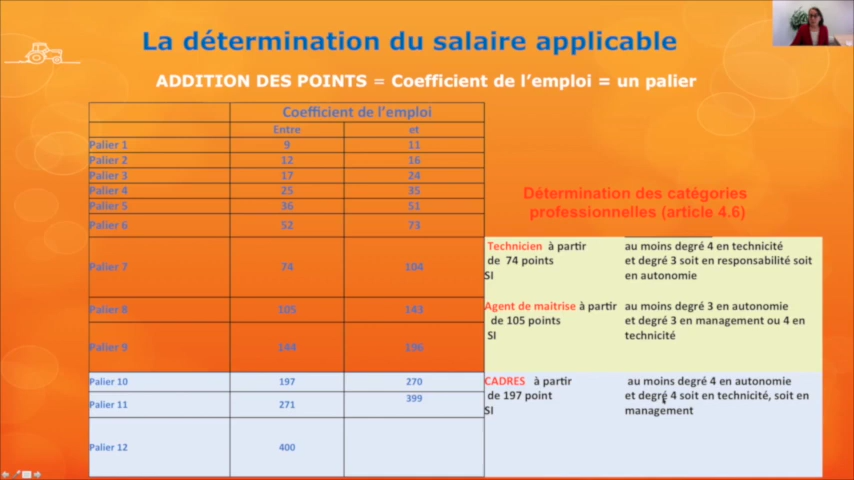 La détermination du salaire applicable
ADDITION DES POINTS = Coefficient de l'emploi = un palier
Coefficient de l'emploi
Entre et
Palier 1 9 11
Palier 2 12 16
Palier 3 17 24
Palier 4 25 35
Palier 5 36 51
Palier 6 52 73
Palier 7 74 104
Palier 8 105 143
Palier 9 144 196
Palier 10 197 270
Palier 11 271 399
Palier 12 400
Détermination des catégories
professionnelles (article 4.6)
Technicien à partir au moins degré 4 en technicité
de 74 points et degré 3 soit en responsabilité soit
SI en autonomie
Agent de maitrise à partir au moins degré 3 en autonomie
de 105 points et degré 3 en management ou 4 en
SI technicité
CADRES à partir au moins degré 4 en autonomie
de 197 point et degré 4 soit en technicité, soit en
SI management